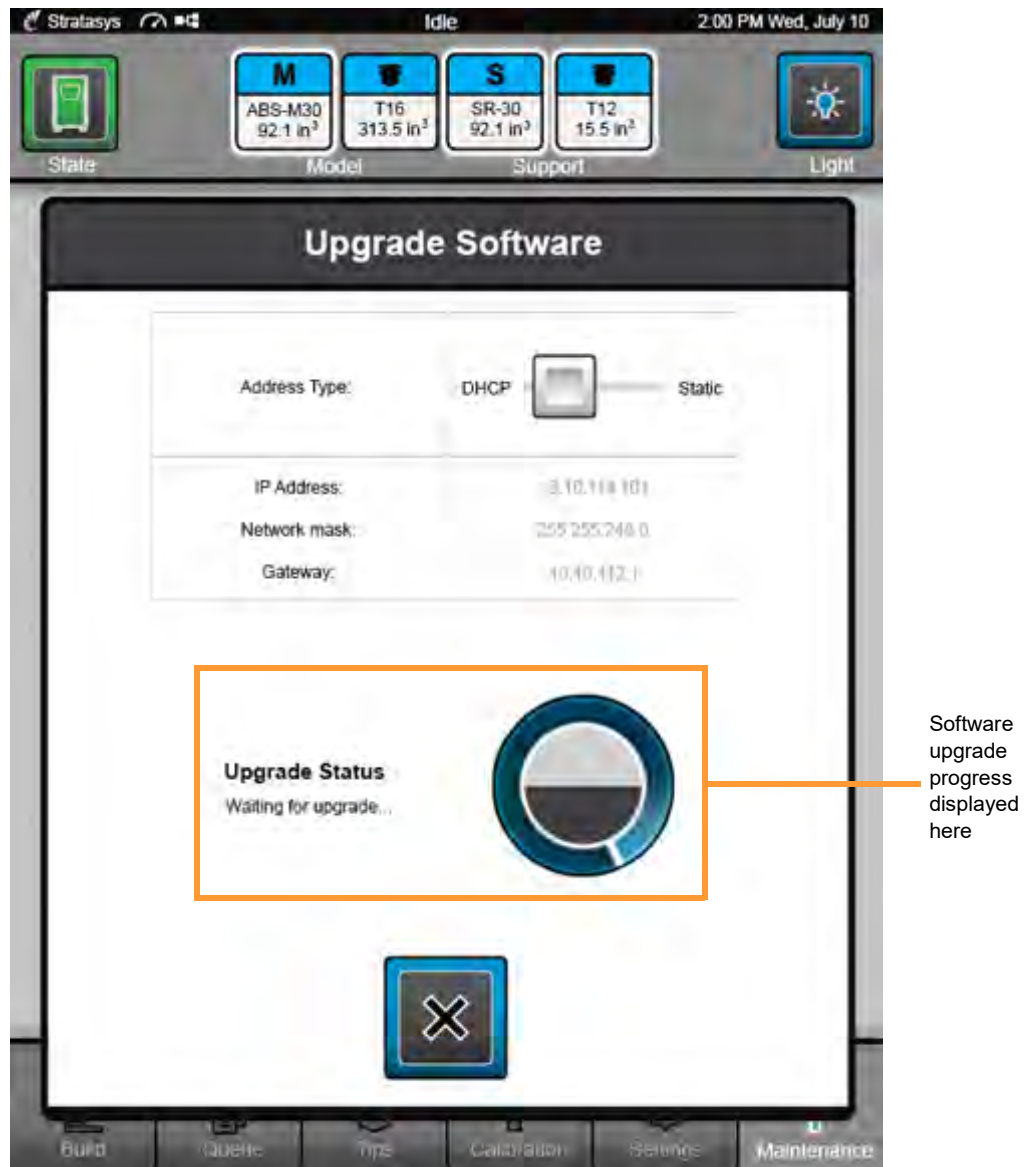 Stratasys Idle 2:00 PM Wed, July 10
M S
ABS-M30 T16 SR-30 T12
92.1 in³ 313.5 in³ 92.1 in³ 15.5 in³
State Model Support Light
Upgrade Software
Address Type: DHCP Static
IP Address:
Network mask:
Gateway:
Upgrade Status
Waiting for upgrade...
Software
upgrade
progress
displayed
here
Build Queue Tips Calibration Settings Maintenance